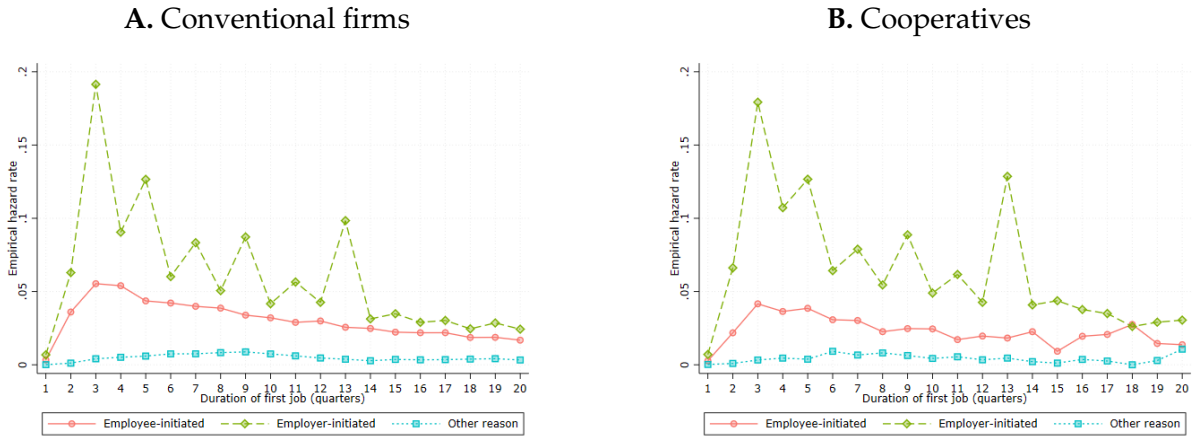 A. Conventional firms
Empirical hazard rate
.2
.15
.1
.05
0
1 2 3 4 5 6 7 8 9 10 11 12 13 14 15 16 17 18 19 20
Duration of first job (quarters)
Employee-initiated Employer-initiated Other reason
B. Cooperatives
Empirical hazard rate
.2
.15
.1
.05
0
1 2 3 4 5 6 7 8 9 10 11 12 13 14 15 16 17 18 19 20
Duration of first job (quarters)
Employee-initiated Employer-initiated Other reason